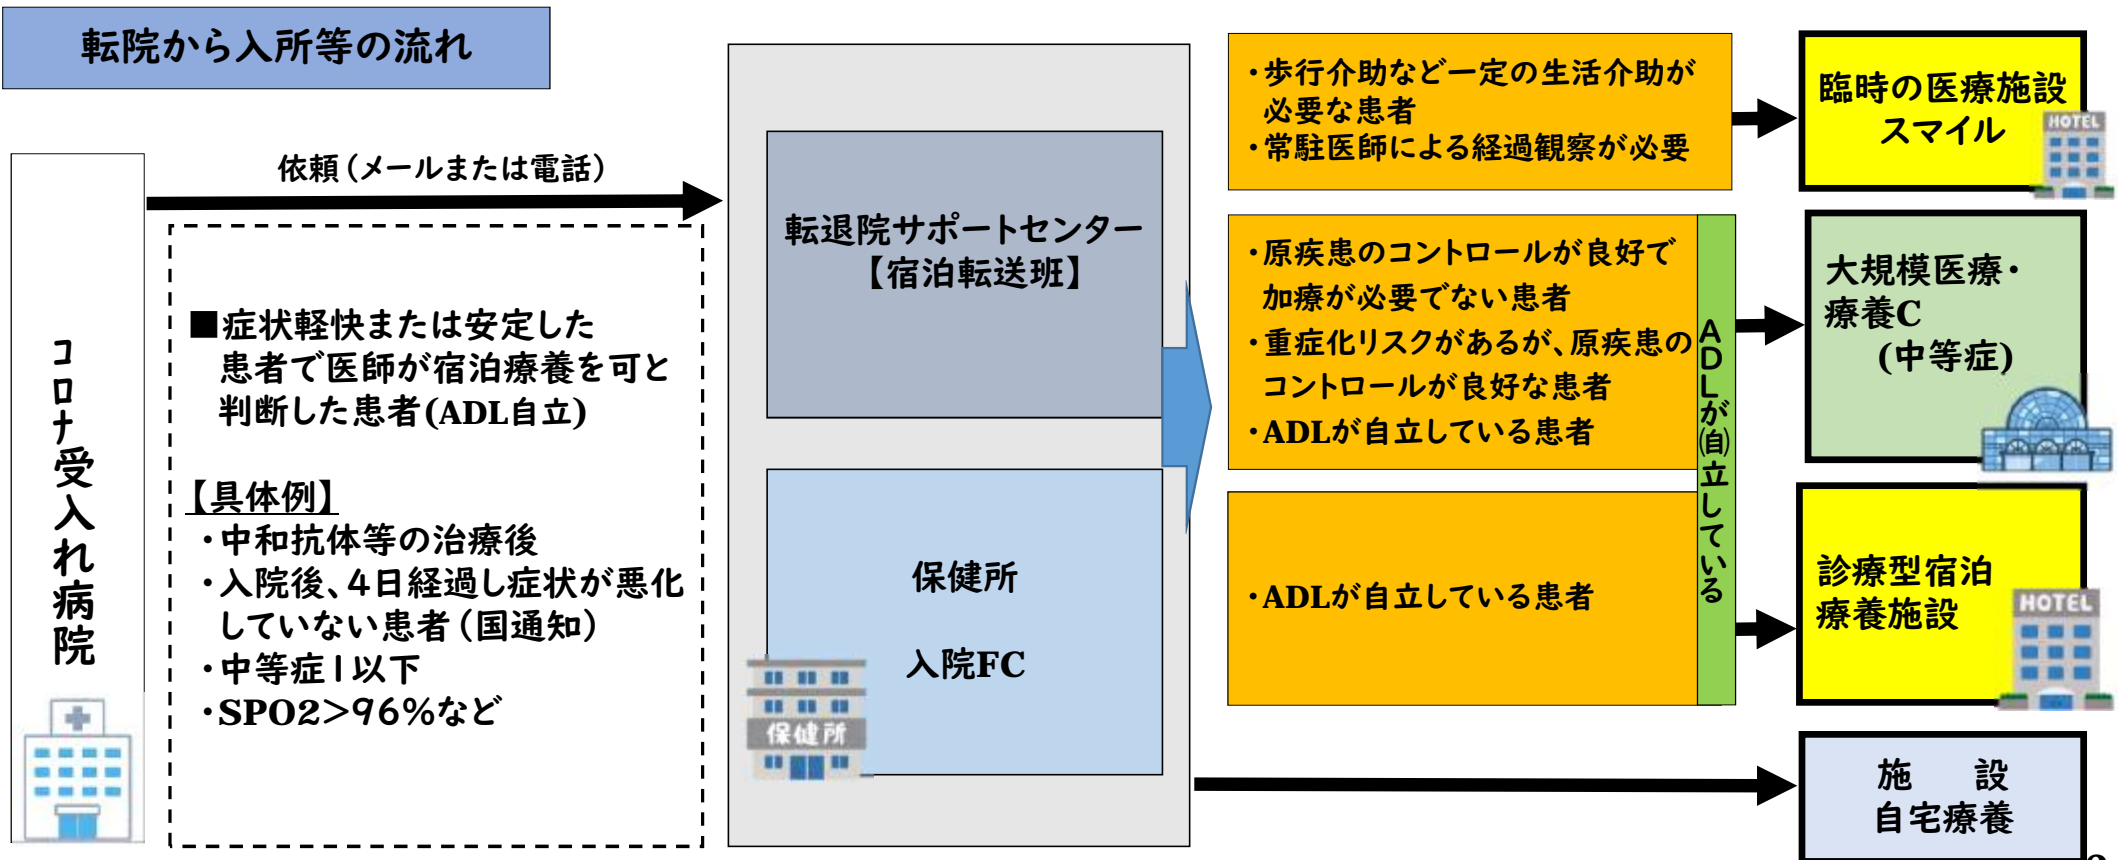 転院から入所等の流れ
コロナ受入れ病院
依頼（メールまたは電話）
■症状軽快または安定した
患者で医師が宿泊療養を可と
判断した患者(ADL自立)
【具体例】
・中和抗体等の治療後
・入院後、4日経過し症状が悪化
していない患者（国通知）
・中等症Ⅰ以下
・SPO2＞96％など
転退院サポートセンター
【宿泊転送班】
保健所
入院FC
保健所
・歩行介助など一定の生活介助が
必要な患者
・常駐医師による経過観察が必要
臨時の医療施設
スマイル
HOTEL
・原疾患のコントロールが良好で
加療が必要でない患者
・重症化リスクがあるが、原疾患の
コントロールが良好な患者
・ADLが自立している患者
ADLが㉂立している
大規模医療・
療養C
(中等症)
・ADLが自立している患者
診療型宿泊
療養施設
HOTEL
施　設
自宅療養